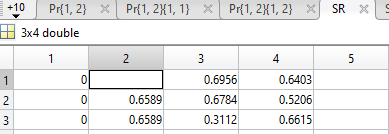 +10 Pr{1, 2} Pr{1, 2}{1, 1} Pr{1, 2}{1, 2} SR
3x4 double
1 2 3 4
1 0 0.6956 0.6403
2 0 0.6589 0.6784 0.5206
3 0 0.6589 0.3112 0.6615